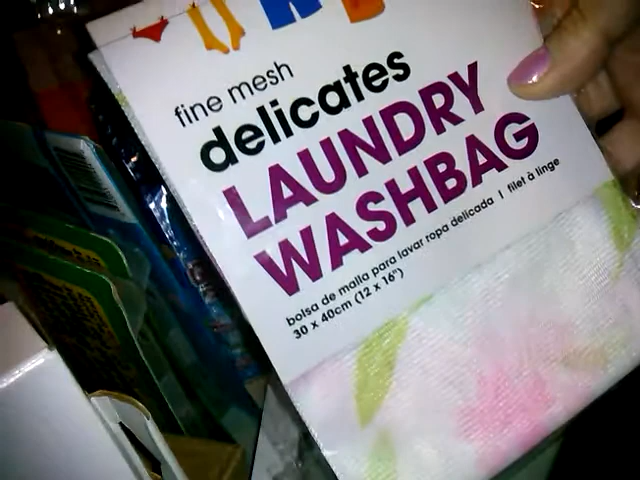 fine mesh
delicates
LAUNDRY
WASHBAG
bolsa de malla para lavar ropa delicada | filet à linge
30 x 40cm (12 x 16")